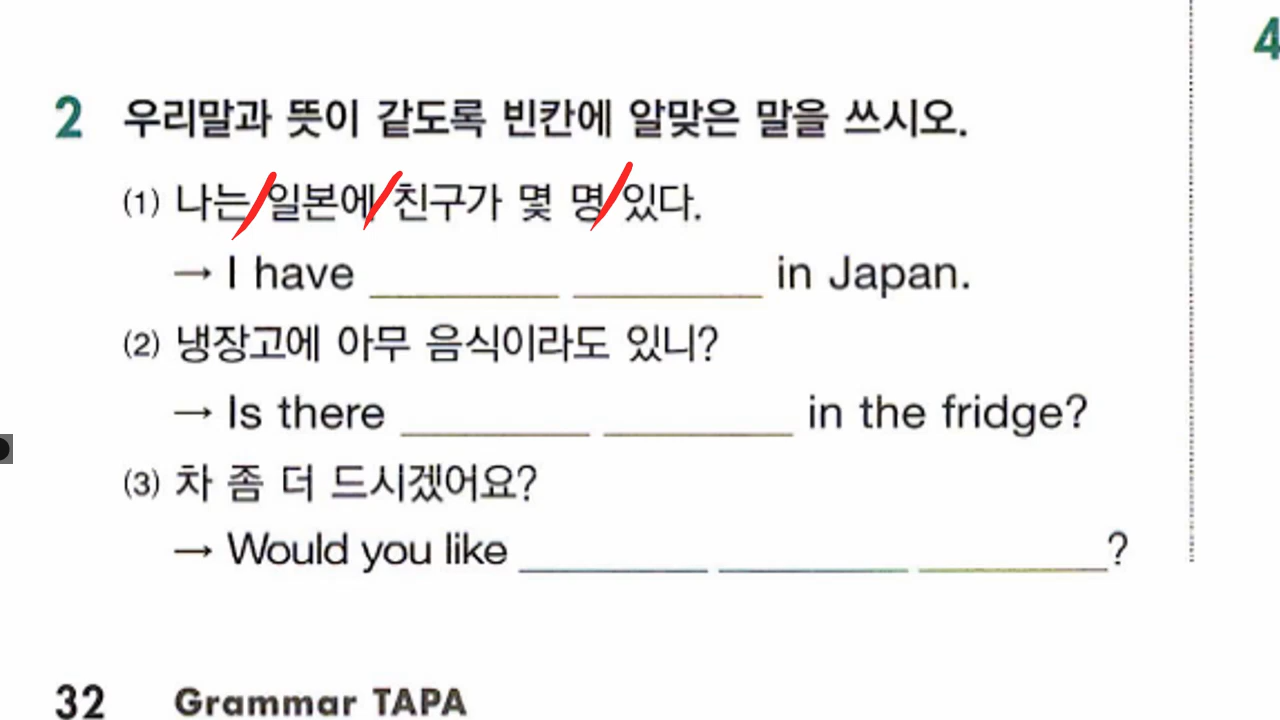 4
2 우리말과 뜻이 같도록 빈칸에 알맞은 말을 쓰시오.
(1) 나는 일본에 친구가 몇 명 있다.
→ I have ________ ________ in Japan.
(2) 냉장고에 아무 음식이라도 있니?
→ Is there ________ ________ in the fridge?
(3) 차 좀 더 드시겠어요?
→ Would you like ________ ________ ________?
32 Grammar TAPA